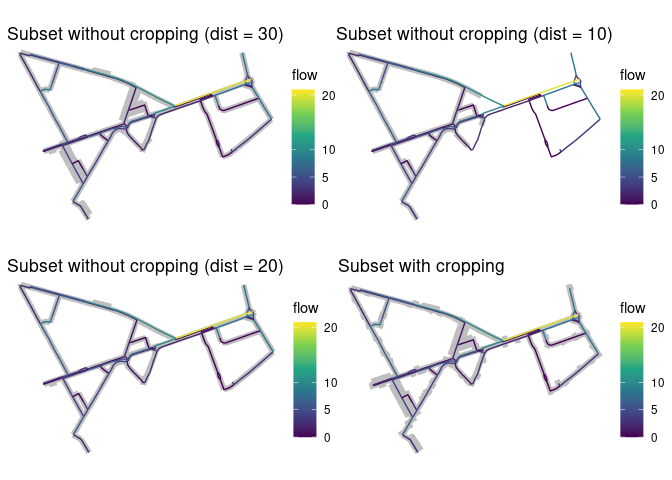 Subset without cropping (dist = 30)
flow
20
10
5
0
Subset without cropping (dist = 10)
flow
20
10
5
0
Subset without cropping (dist = 20)
flow
20
10
5
0
Subset with cropping
flow
20
10
5
0